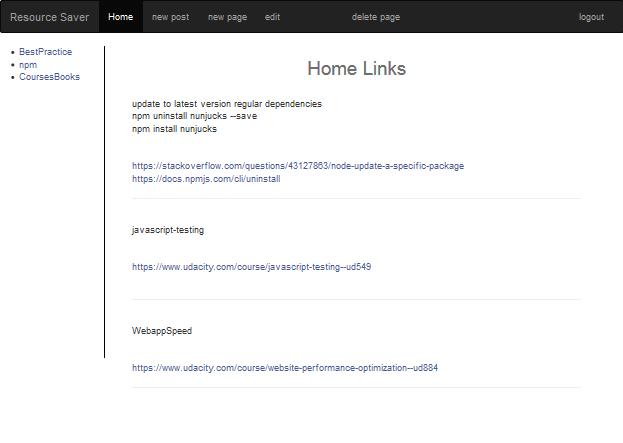 Resource Saver Home new post new page edit delete page logout
BestPractice
npm
CoursesBooks
Home Links
update to latest version regular dependencies
npm uninstall nunjucks --save
npm install nunjucks
https://stackoverflow.com/questions/43127863/node-update-a-specific-package
https://docs.npmjs.com/cli/uninstall
javascript-testing
https://www.udacity.com/course/javascript-testing--ud549
WebappSpeed
https://www.udacity.com/course/website-performance-optimization--ud884